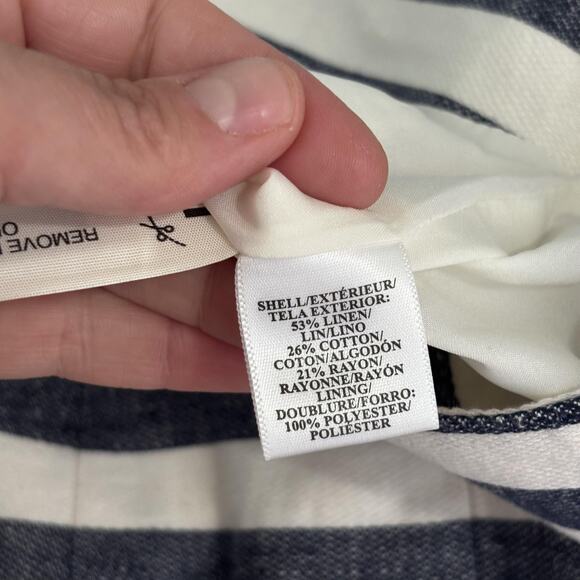 REMOVE
SHELL/EXTÉRIEUR/
TELA EXTERIOR:
53% LINEN/
LIN/LINO
26% COTTON/
COTON/ALGODÓN
21% RAYON/
RAYONNE/RAYÓN
LINING/
DOUBLURE/FORRO:
100% POLYESTER/
POLIÉSTER